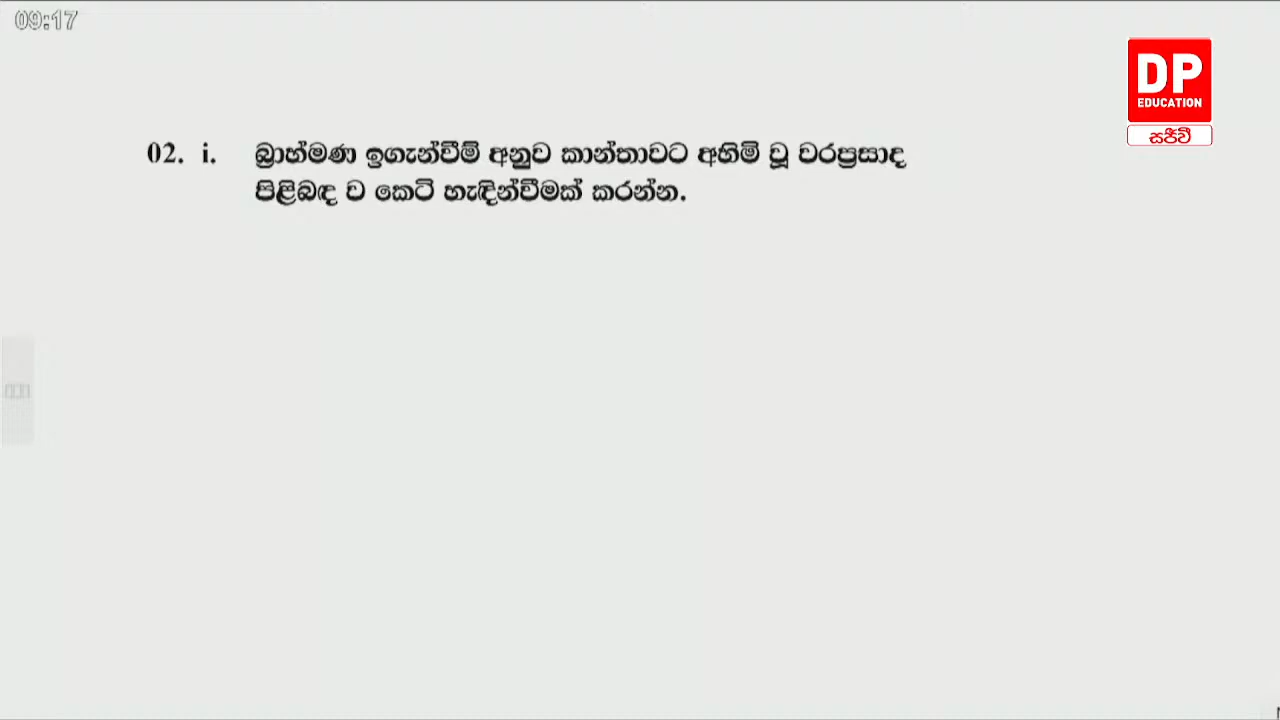 09:17
DP
EDUCATION
සජීවී
02. i. බ්‍රාහ්මණ ඉගැන්වීම් අනුව කාන්තාවට අහිමි වූ වරප්‍රසාද
පිළිබඳ ව කෙටි හැඳින්වීමක් කරන්න.